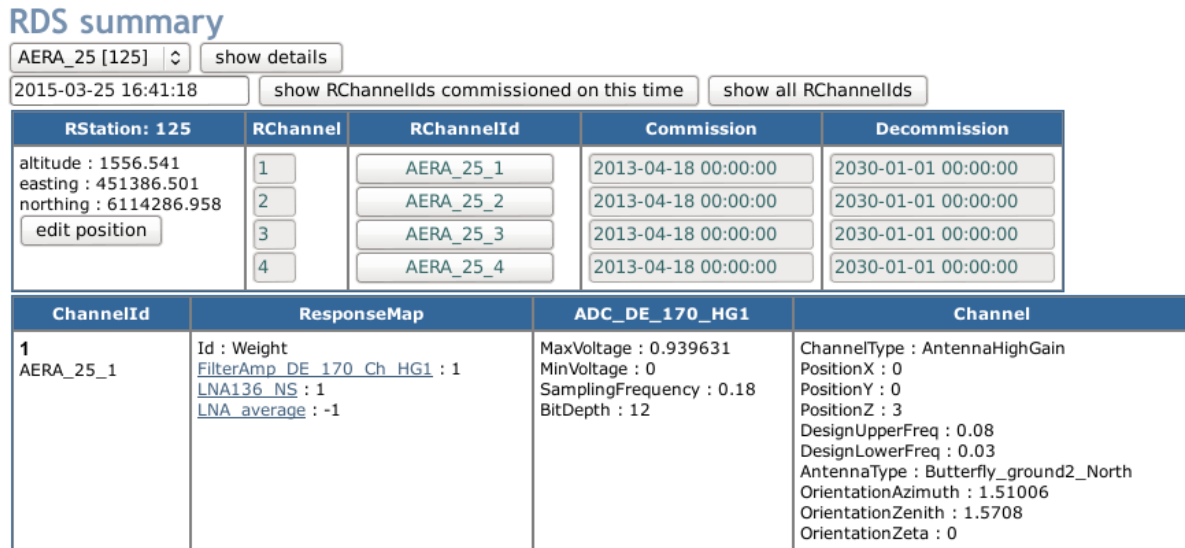 RDS summary
AERA_25 [125] show details
2015-03-25 16:41:18 show RChannelIds commissioned on this time show all RChannelIds
RStation: 125 RChannel RChannelId Commission Decommission
altitude : 1556.541
easting : 451386.501
northing : 6114286.958
edit position
1 AERA_25_1 2013-04-18 00:00:00 2030-01-01 00:00:00
2 AERA_25_2 2013-04-18 00:00:00 2030-01-01 00:00:00
3 AERA_25_3 2013-04-18 00:00:00 2030-01-01 00:00:00
4 AERA_25_4 2013-04-18 00:00:00 2030-01-01 00:00:00
ChannelId ResponseMap ADC_DE_170_HG1 Channel
1
AERA_25_1
Id : Weight
FilterAmp_DE_170_Ch_HG1 : 1
LNA136_NS : 1
LNA_average : -1
MaxVoltage : 0.939631
MinVoltage : 0
SamplingFrequency : 0.18
BitDepth : 12
ChannelType : AntennaHighGain
PositionX : 0
PositionY : 0
PositionZ : 3
DesignUpperFreq : 0.08
DesignLowerFreq : 0.03
AntennaType : Butterfly_ground2_North
OrientationAzimuth : 1.51006
OrientationZenith : 1.5708
OrientationZeta : 0